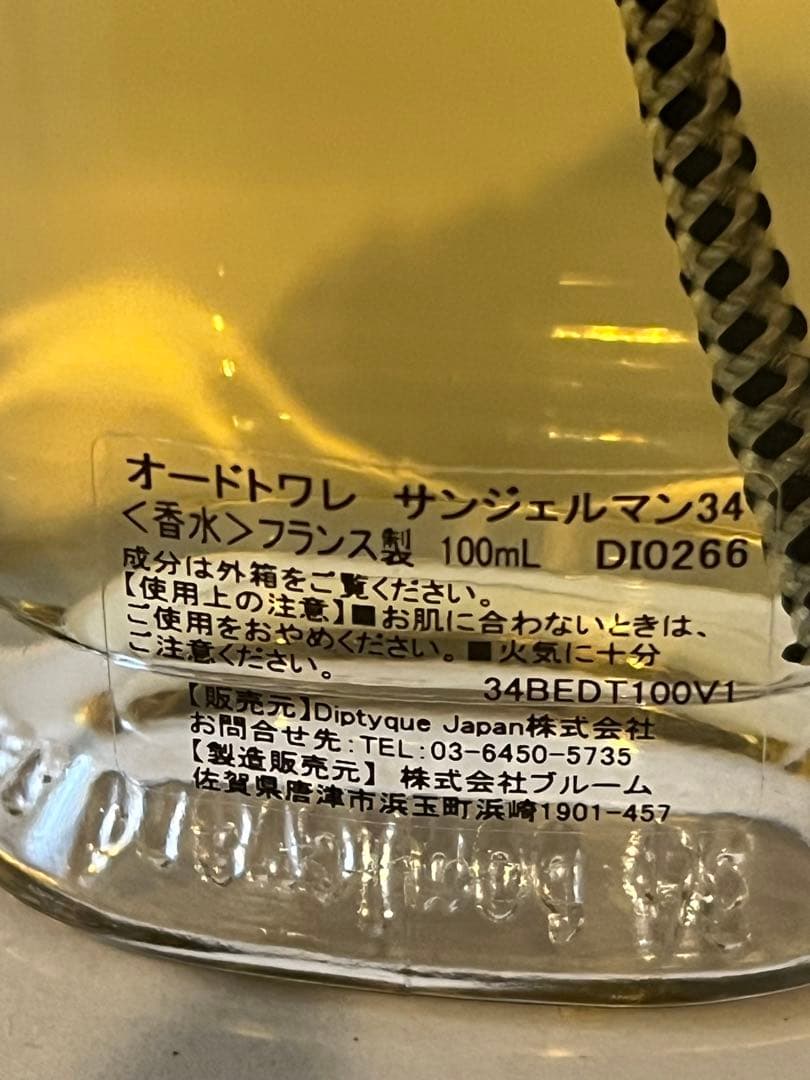 オードトワレ サンジェルマン34
<香水>フランス製 100mL DI0266
成分は外箱をご覧ください。
【使用上の注意】■お肌に合わないときは、
ご使用をおやめください。■火気に十分
ご注意ください。
34BEDT100V1
【販売元】Diptyque Japan株式会社
お問合せ先:TEL:03-6450-5735
【製造販売元】 株式会社ブルーム
佐賀県唐津市浜玉町浜崎1901-457